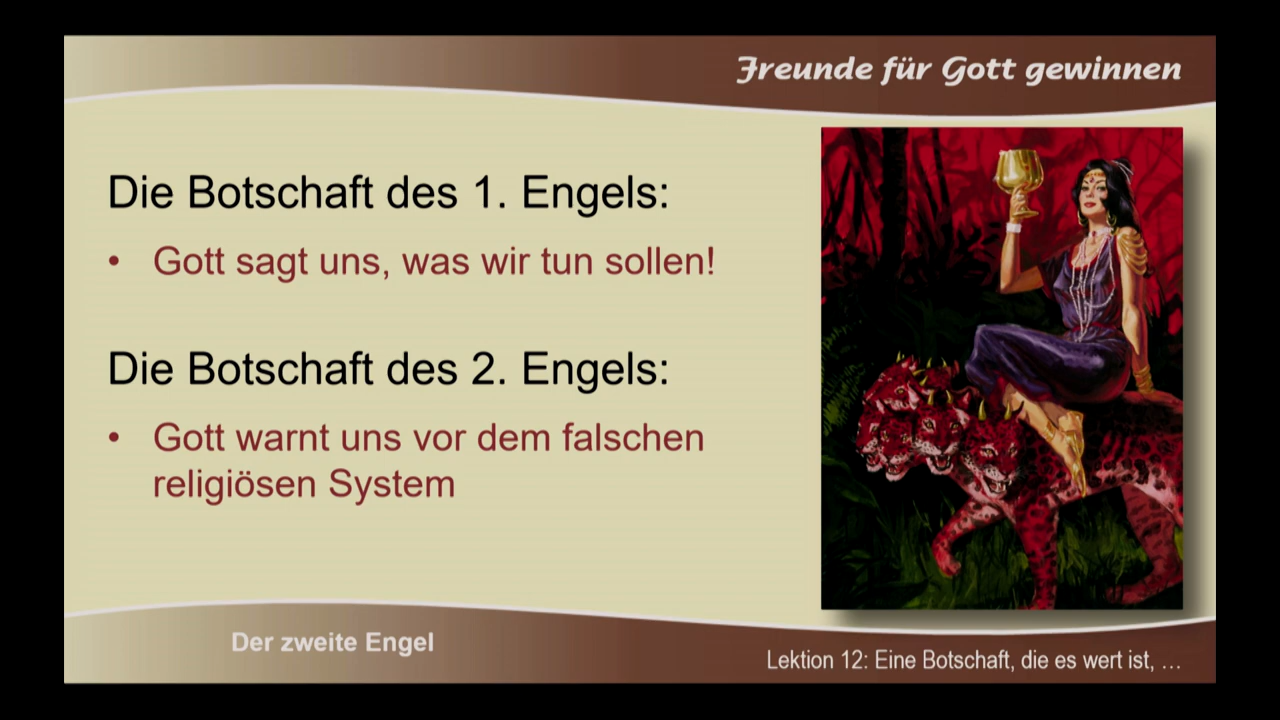 Freunde für Gott gewinnen
Die Botschaft des 1. Engels:
• Gott sagt uns, was wir tun sollen!
Die Botschaft des 2. Engels:
• Gott warnt uns vor dem falschen
religiösen System
Der zweite Engel
Lektion 12: Eine Botschaft, die es wert ist, …